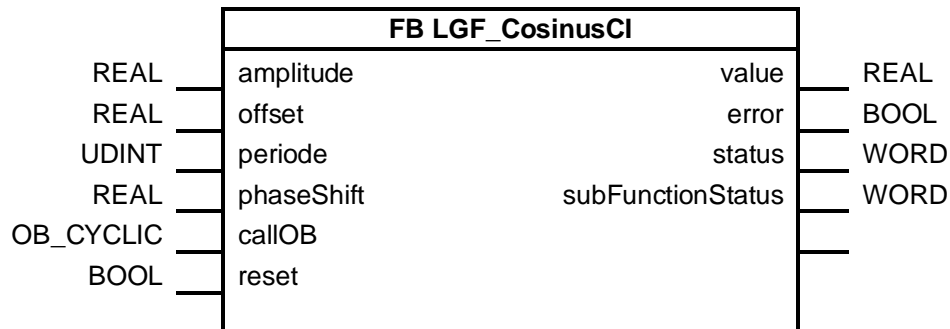 FB LGF_CosinusCI
REAL amplitude value REAL
REAL offset error BOOL
UDINT periode status WORD
REAL phaseShift subFunctionStatus WORD
OB_CYCLIC callOB
BOOL reset